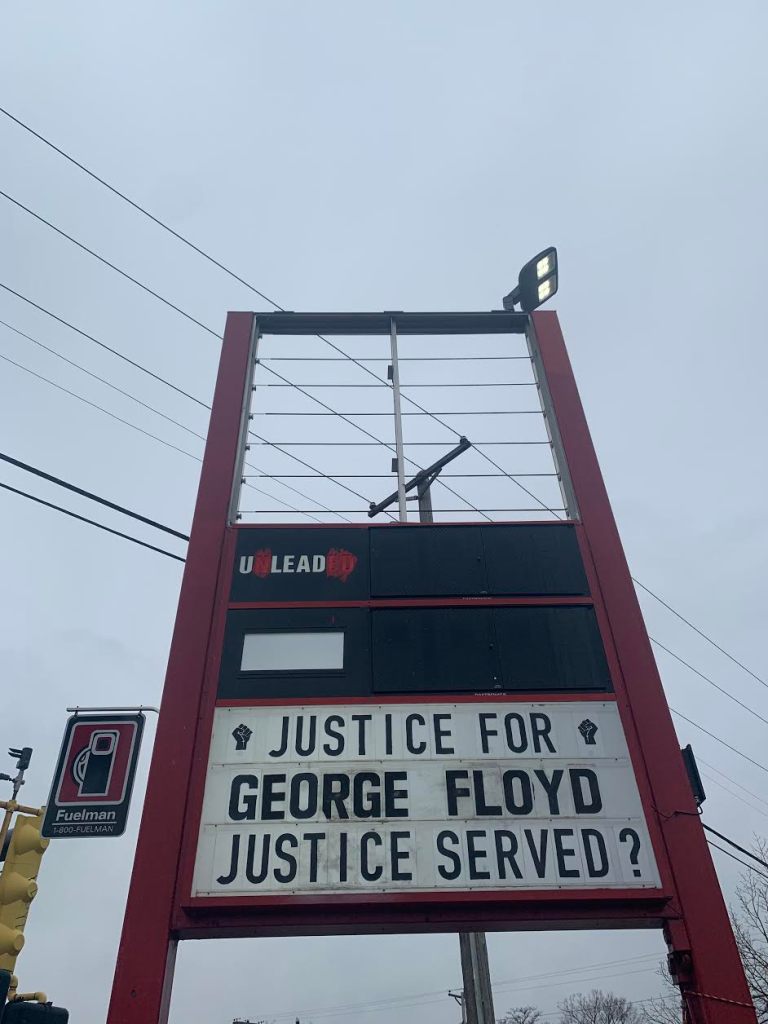 UNLEADED
JUSTICE FOR
GEORGE FLOYD
JUSTICE SERVED?
Fuelman
1-800-FUELMAN